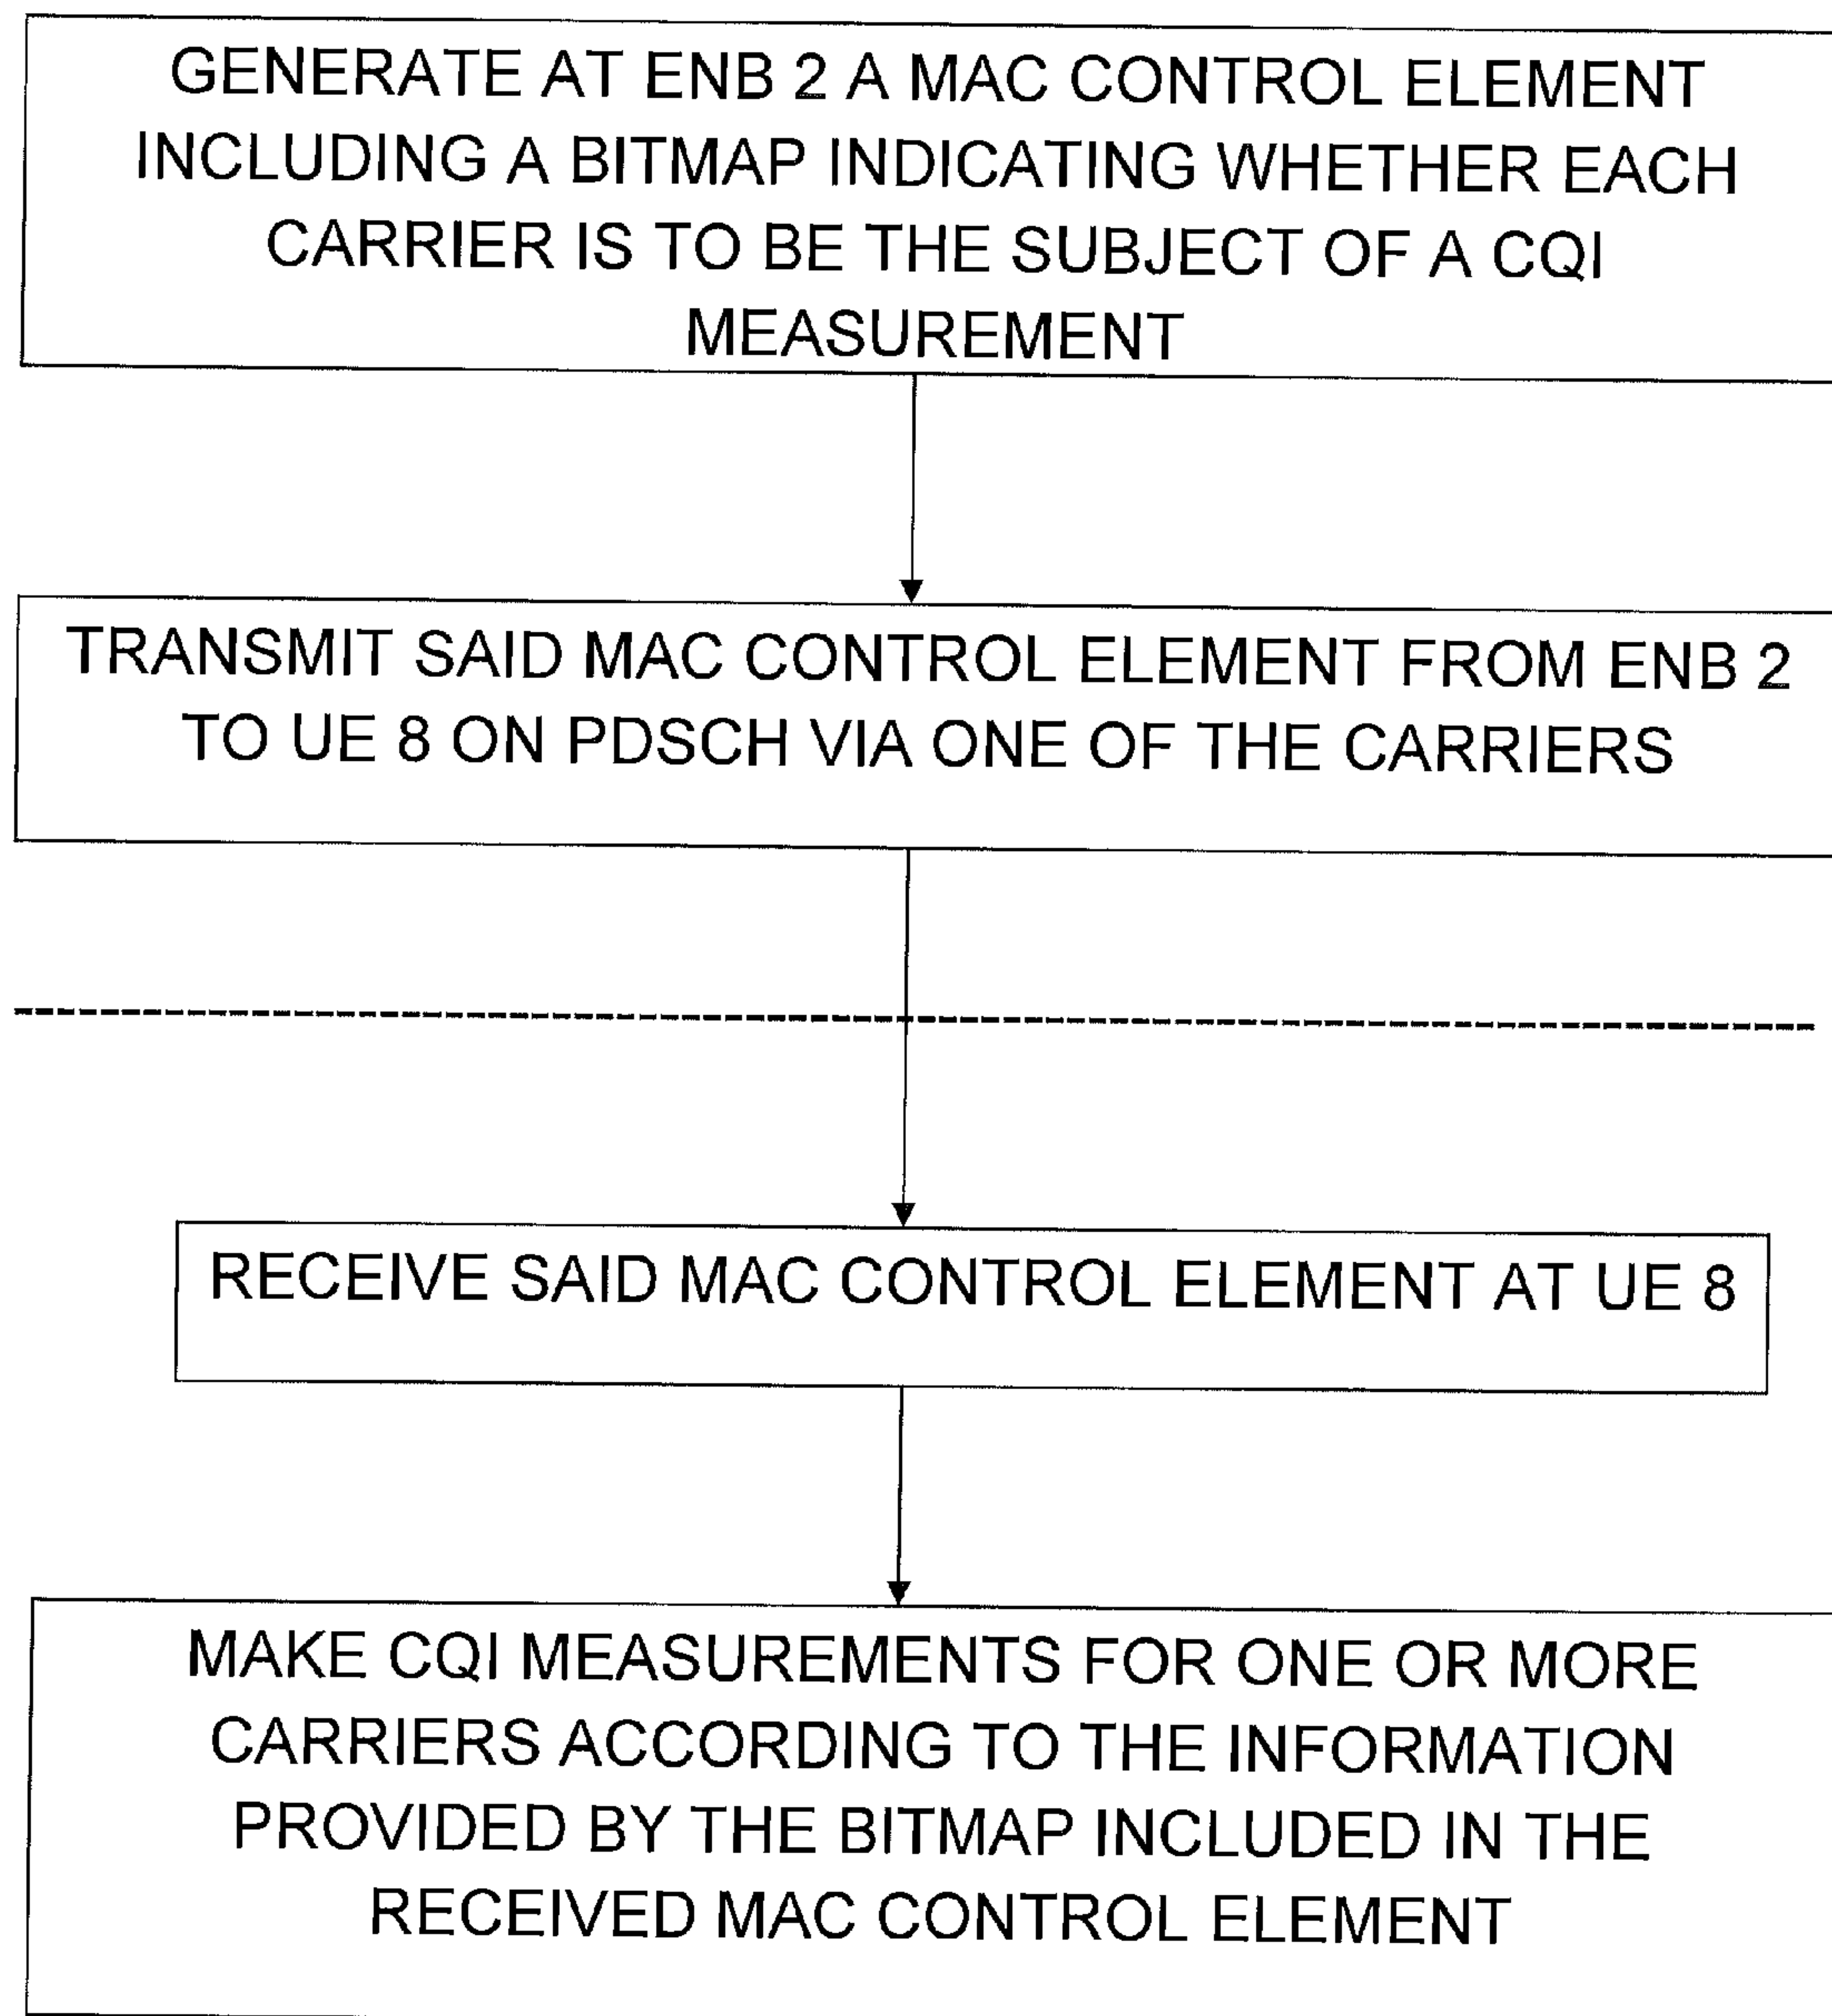 GENERATE AT ENB 2 A MAC CONTROL ELEMENT
INCLUDING A BITMAP INDICATING WHETHER EACH
CARRIER IS TO BE THE SUBJECT OF A CQI
MEASUREMENT
TRANSMIT SAID MAC CONTROL ELEMENT FROM ENB 2
TO UE 8 ON PDSCH VIA ONE OF THE CARRIERS
RECEIVE SAID MAC CONTROL ELEMENT AT UE 8
MAKE CQI MEASUREMENTS FOR ONE OR MORE
CARRIERS ACCORDING TO THE INFORMATION
PROVIDED BY THE BITMAP INCLUDED IN THE
RECEIVED MAC CONTROL ELEMENT